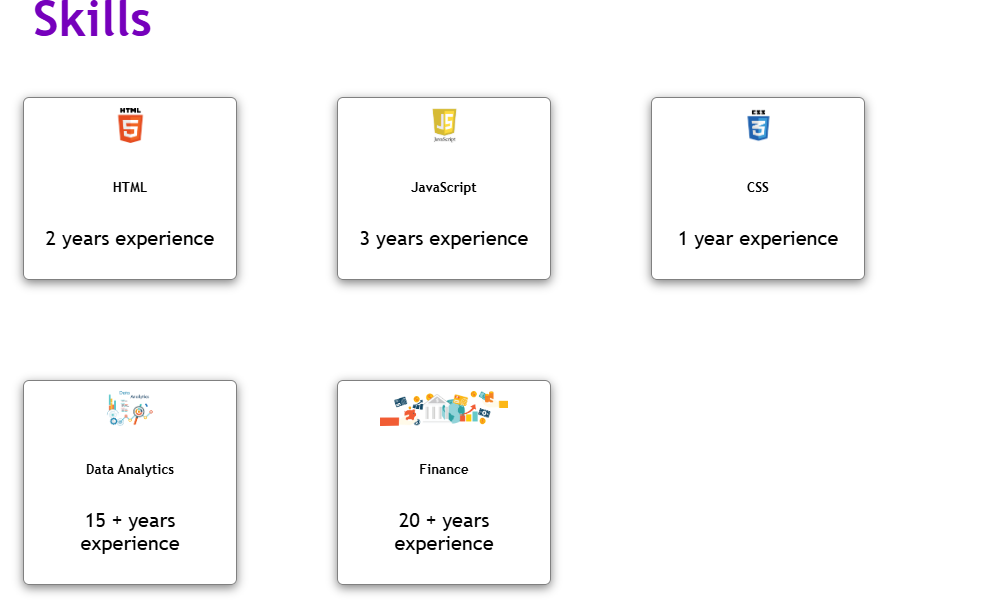 Skills
HTML
5
HTML
2 years experience
JS
JavaScript
JavaScript
3 years experience
CSS
3
CSS
1 year experience
Data
Analytics
Data Analytics
15 + years
experience
Finance
20 + years
experience